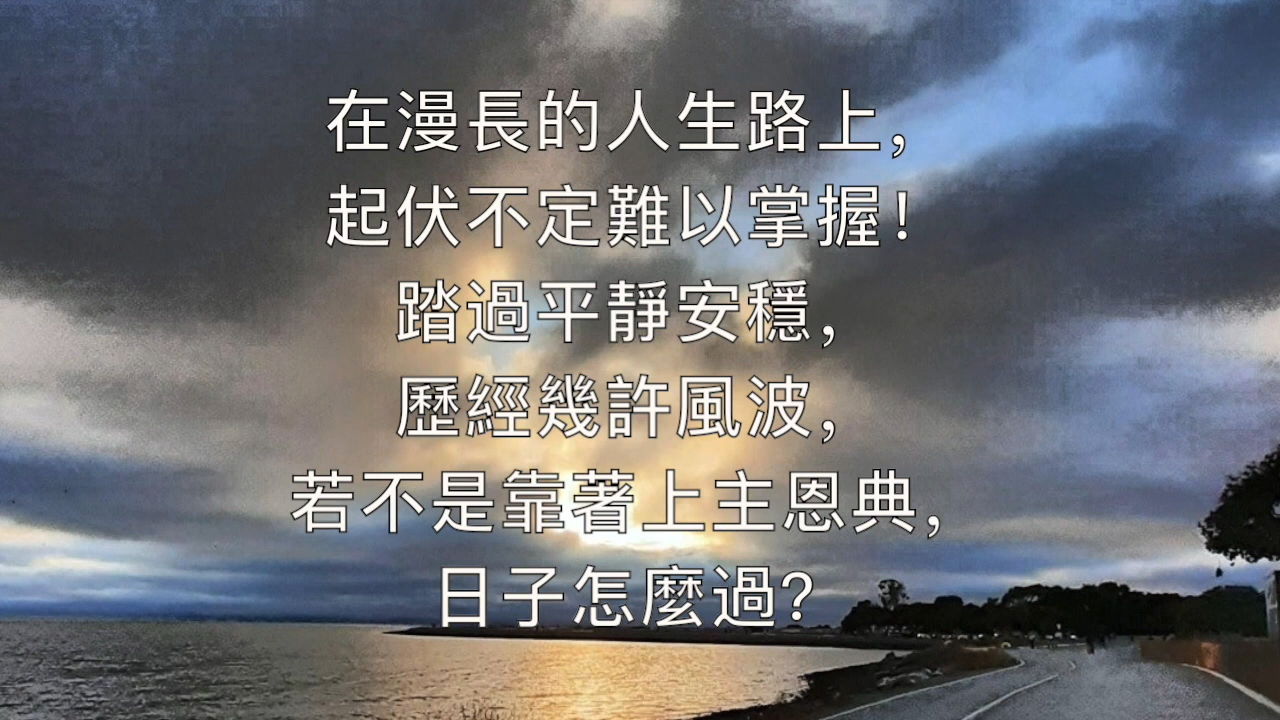 在漫長的人生路上，
起伏不定難以掌握！
踏過平靜安穩，
歷經幾許風波，
若不是靠著上主恩典，
日子怎麼過？